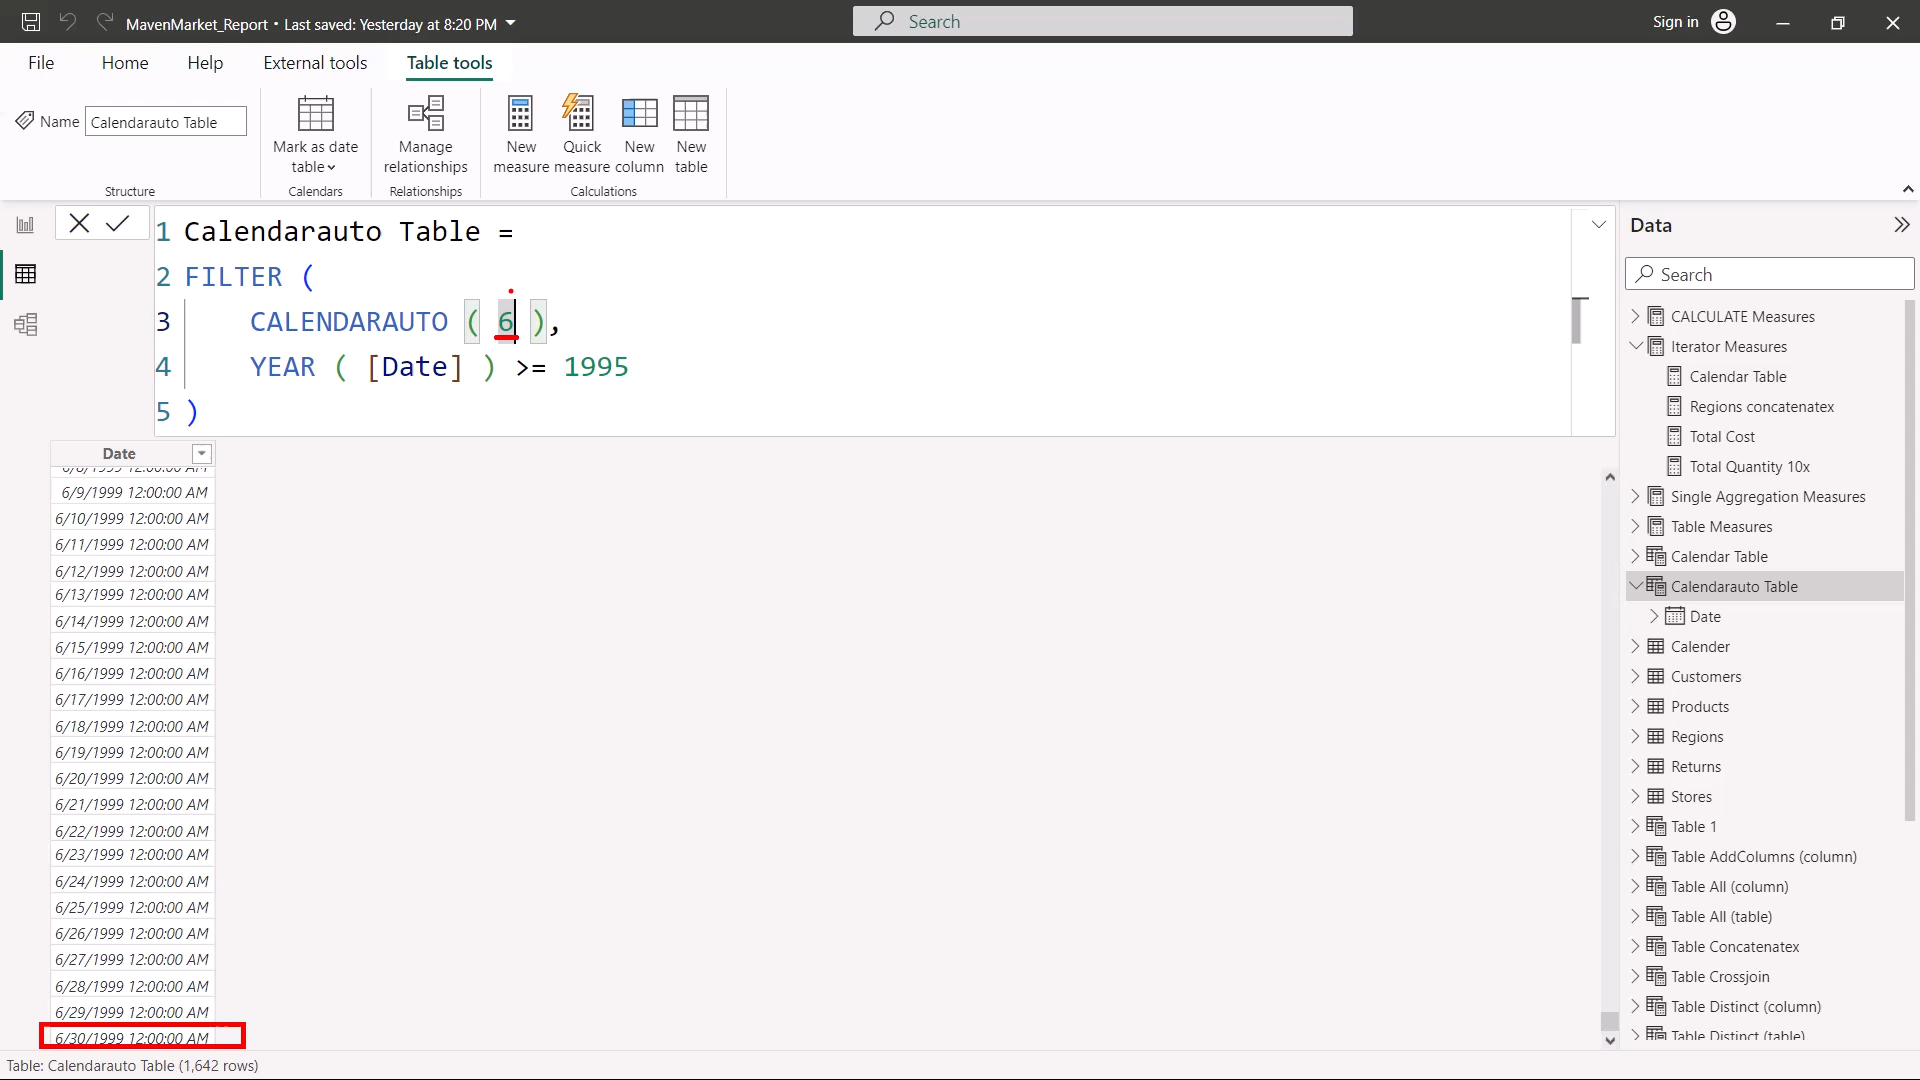 MavenMarket_Report • Last saved: Yesterday at 8:20 PM
Search
Sign in
File
Home
Help
External tools
Table tools
Name
Calendarauto Table
Structure
Mark as date
table
Calendars
Manage
relationships
Relationships
New
measure
Quick
measure
New
column
New
table
Calculations
1 Calendarauto Table =
2 FILTER (
3 CALENDARAUTO ( 6 ),
4 YEAR ( [Date] ) >= 1995
5 )
Date
6/8/1999 12:00:00 AM
6/9/1999 12:00:00 AM
6/10/1999 12:00:00 AM
6/11/1999 12:00:00 AM
6/12/1999 12:00:00 AM
6/13/1999 12:00:00 AM
6/14/1999 12:00:00 AM
6/15/1999 12:00:00 AM
6/16/1999 12:00:00 AM
6/17/1999 12:00:00 AM
6/18/1999 12:00:00 AM
6/19/1999 12:00:00 AM
6/20/1999 12:00:00 AM
6/21/1999 12:00:00 AM
6/22/1999 12:00:00 AM
6/23/1999 12:00:00 AM
6/24/1999 12:00:00 AM
6/25/1999 12:00:00 AM
6/26/1999 12:00:00 AM
6/27/1999 12:00:00 AM
6/28/1999 12:00:00 AM
6/29/1999 12:00:00 AM
6/30/1999 12:00:00 AM
Table: Calendarauto Table (1,642 rows)
Data
Search
CALCULATE Measures
Iterator Measures
Calendar Table
Regions concatenatex
Total Cost
Total Quantity 10x
Single Aggregation Measures
Table Measures
Calendar Table
Calendarauto Table
Date
Calender
Customers
Products
Regions
Returns
Stores
Table 1
Table AddColumns (column)
Table All (column)
Table All (table)
Table Concatenatex
Table Crossjoin
Table Distinct (column)
Table Distinct (table)